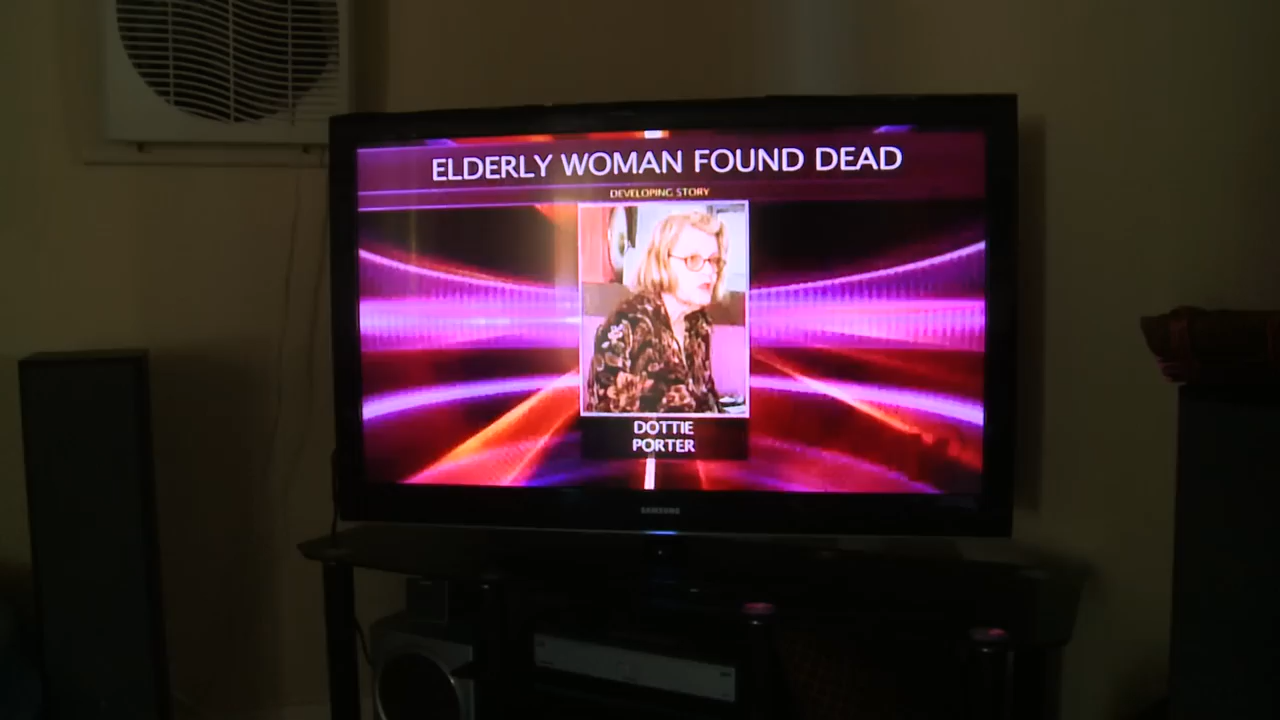 ELDERLY WOMAN FOUND DEAD
DEVELOPING STORY
DOTTIE
PORTER
SAMSUNG